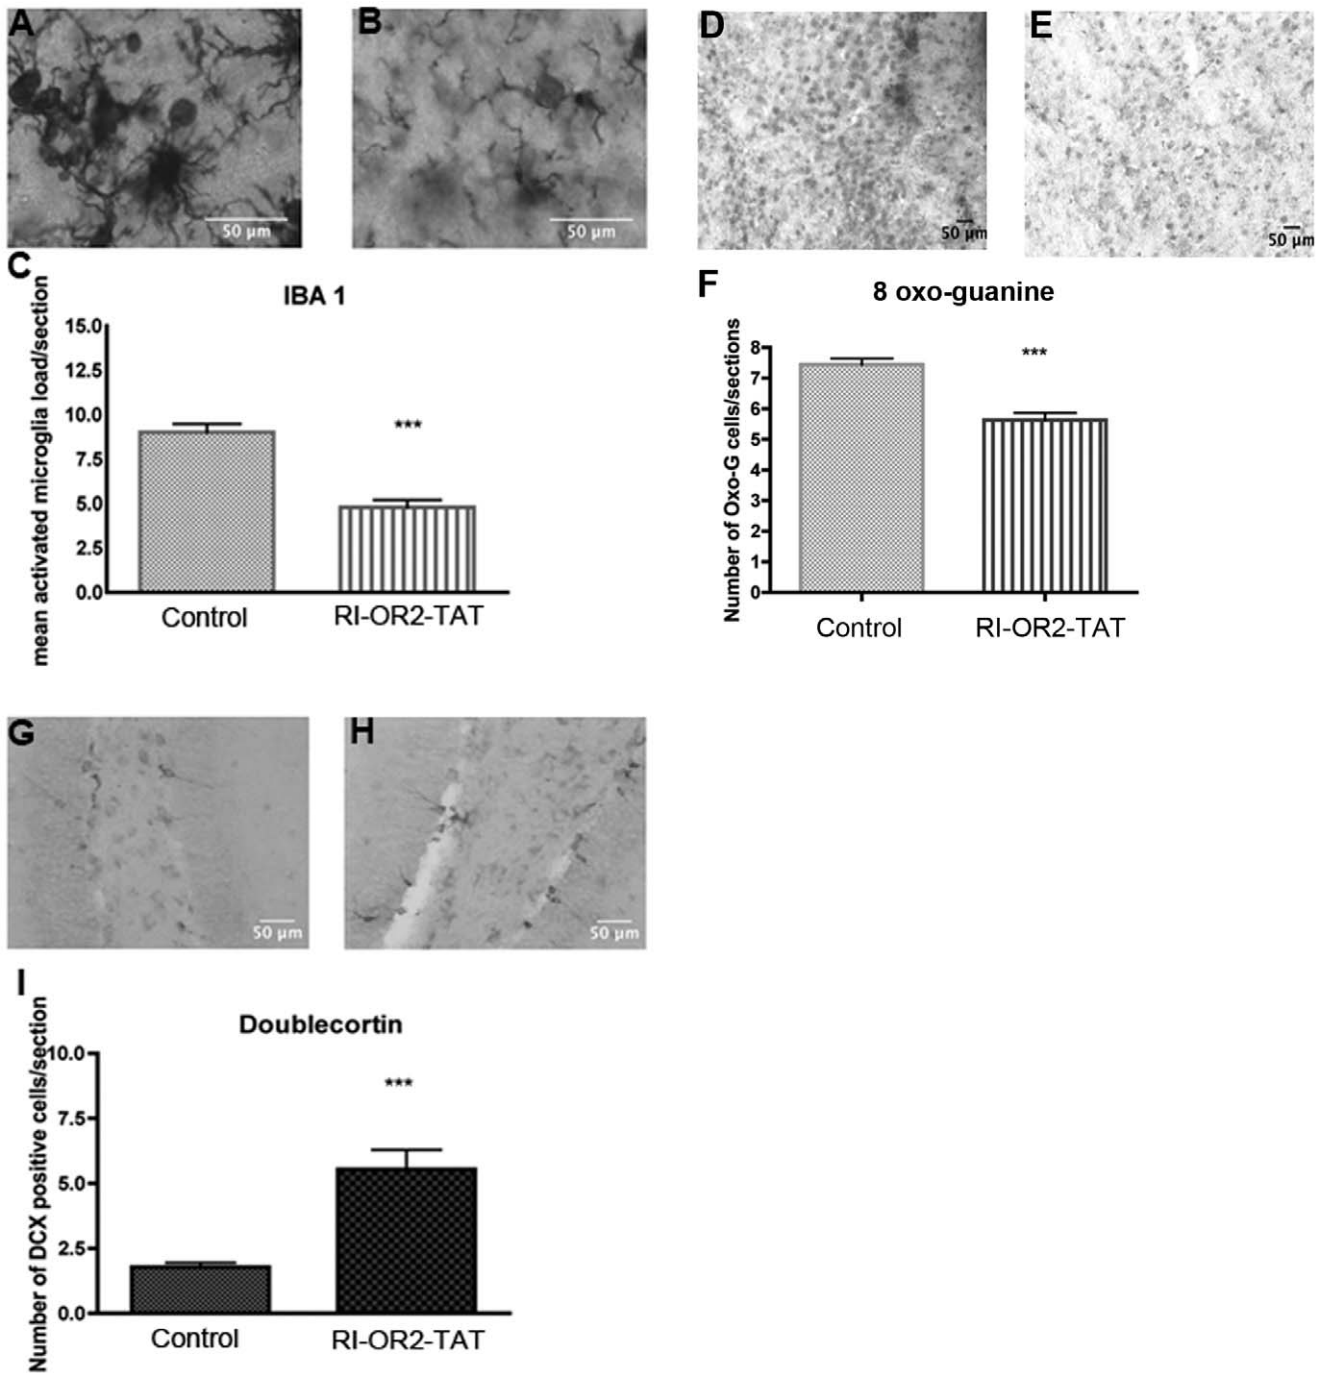 A
B
D
E
50 µm
50 µm
50 µm
50 µm
C
IBA 1
mean activated microglia load/section
15.0
12.5
10.0
7.5
5.0
2.5
0.0
***
Control
RI-OR2-TAT
F
8 oxo-guanine
Number of Oxo-G cells/sections
8
7
6
5
4
3
2
1
0
***
Control
RI-OR2-TAT
G
H
50 µm
50 µm
I
Doublecortin
Number of DCX positive cells/section
10.0
7.5
5.0
2.5
0.0
***
Control
RI-OR2-TAT